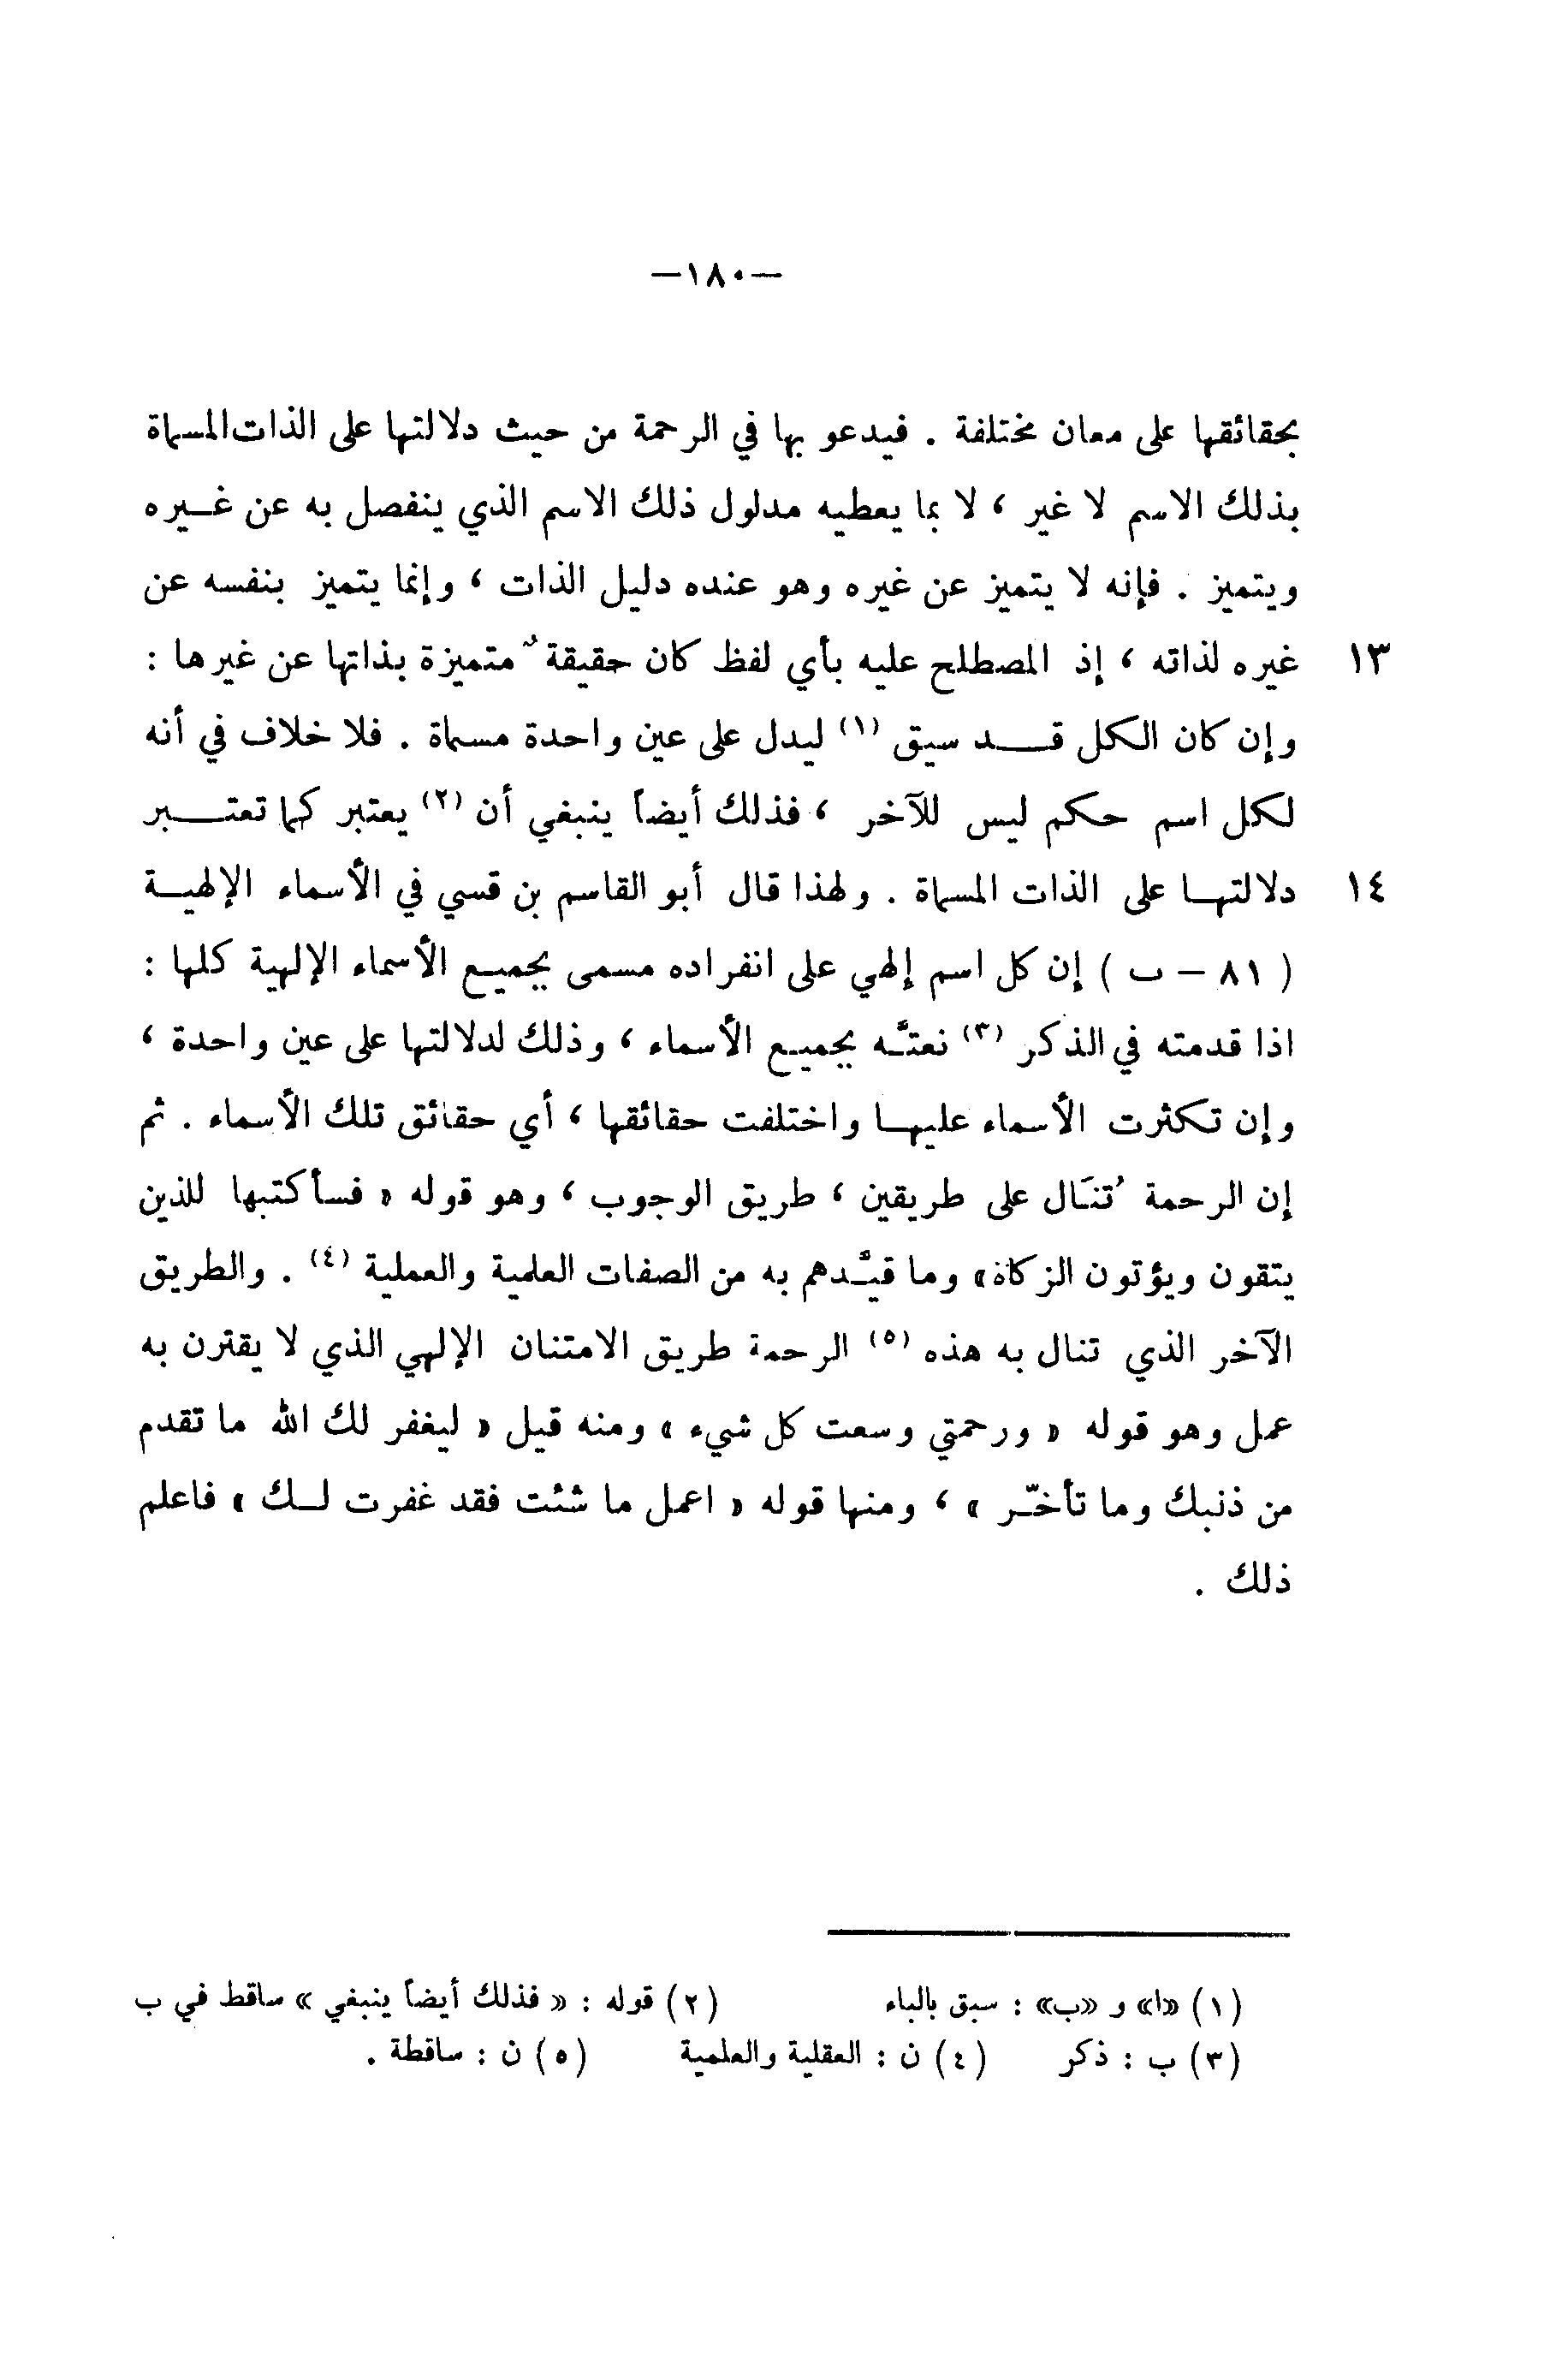 —١٨٠—
بحقائقها على معان مختلفة . فيدعو بها في الرحمة من حيث دلالتها على الذات المسماة
بذلك الاسم لا غير ، لا بما يعطيه مدلول ذلك الاسم الذي ينفصل به عن غيره
ويتميز . فإنه لا يتميز عن غيره وهو عنده دليل الذات ، وإنما يتميز بنفسه عن
١٣ غيره لذاته ، إذ المصطلح عليه بأي لفظ كان حقيقةٌ متميزة بذاتها عن غيرها :
وإن كان الكل قد سيق (١) ليدل على عين واحدة مسماة . فلا خلاف في أنه
لكل اسم حكم ليس للآخر ، فذلك أيضاً ينبغي أن (٢) يعتبر كما تعتبر
١٤ دلالتها على الذات المسماة . ولهذا قال أبو القاسم بن قسي في الأسماء الإلهية
( ٨١ – ب ) إن كل اسم إلهي على انفراده مسمى بجميع الأسماء الإلهية كلها :
اذا قدمته في الذكر (٣) نعتَّه بجميع الأسماء ، وذلك لدلالتها على عين واحدة ،
وإن تكثرت الأسماء عليها واختلفت حقائقها ، أي حقائق تلك الأسماء . ثم
إن الرحمة تُنَال على طريقين ، طريق الوجوب ، وهو قوله « فسأكتبها للذين
يتقون ويؤتون الزكاة» وما قيَّدهم به من الصفات العلمية والعملية (٤) . والطريق
الآخر الذي تنال به هذه (٥) الرحمة طريق الامتنان الإلهي الذي لا يقترن به
عمل وهو قوله « ورحمتي وسعت كل شيء » ومنه قيل « ليغفر لك الله ما تقدم
من ذنبك وما تأخّر » ، ومنها قوله « اعمل ما شئت فقد غفرت لك » فاعلم
ذلك .
(١) «ا» و «ب» : سبق بالباء (٢) قوله : « فذلك أيضاً ينبغي » ساقط في ب
(٣) ب : ذكر (٤) ن : العقلية والعلمية (٥) ن : ساقطة .